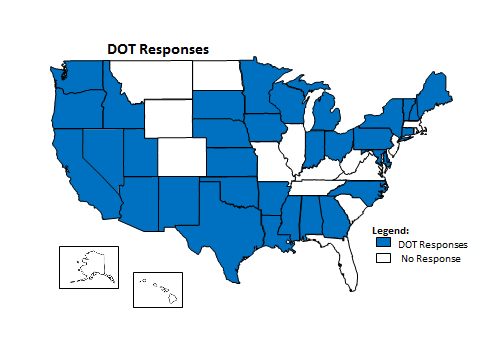 DOT Responses
Legend:
DOT Responses
No Response